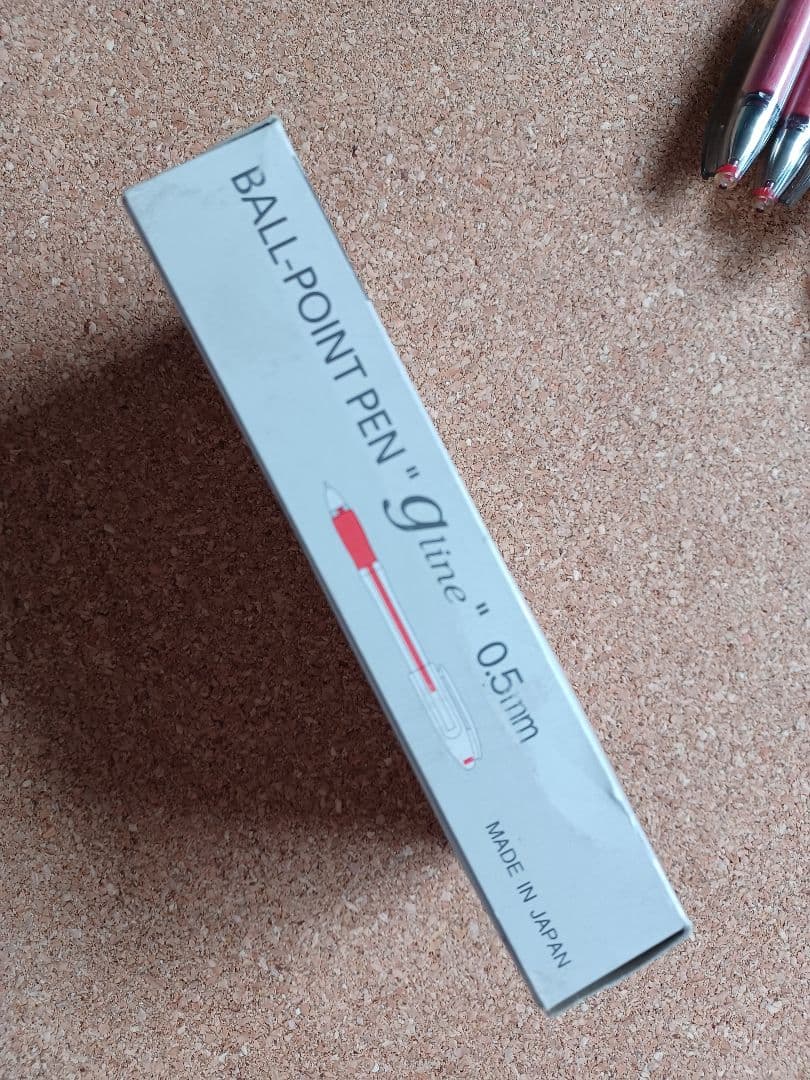 BALL-POINT PEN "gline" 0.5mm
MADE IN JAPAN